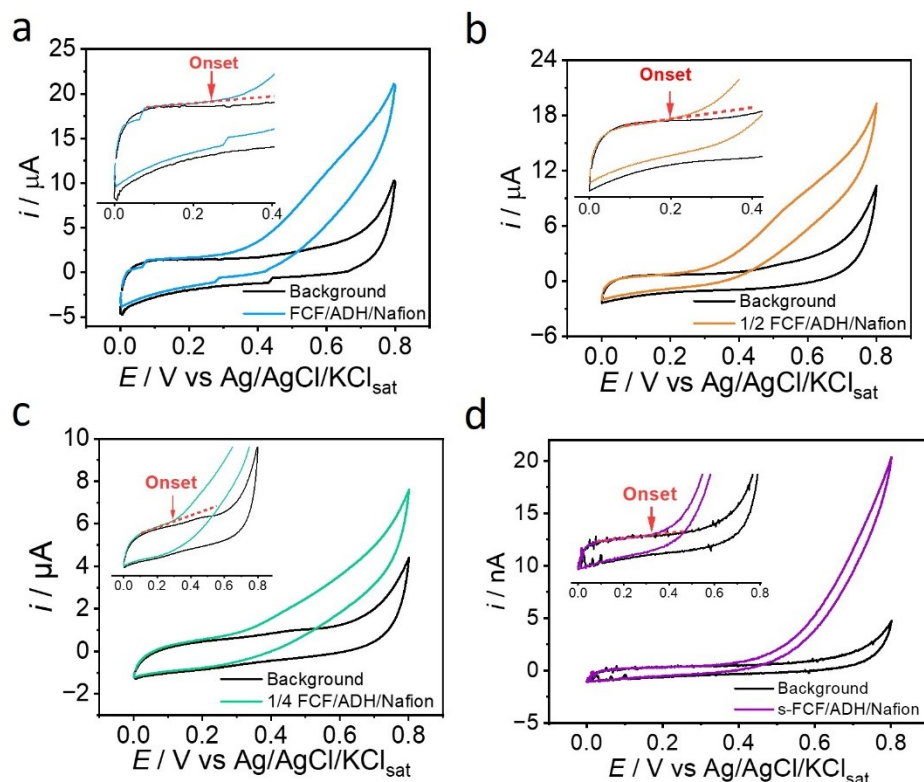 a
25
20
15
10
5
0
−5
i / μA
Onset
0.0 0.2 0.4
Background
FCF/ADH/Nafion
0.0 0.2 0.4 0.6 0.8
E / V vs Ag/AgCl/KClsat
b
24
18
12
6
0
−6
i / μA
Onset
0.0 0.2 0.4
Background
1/2 FCF/ADH/Nafion
0.0 0.2 0.4 0.6 0.8
E / V vs Ag/AgCl/KClsat
c
10
8
6
4
2
0
−2
i / μA
Onset
0.0 0.2 0.4 0.6 0.8
Background
1/4 FCF/ADH/Nafion
0.0 0.2 0.4 0.6 0.8
E / V vs Ag/AgCl/KClsat
d
20
15
10
5
0
−5
i / nA
Onset
0.0 0.2 0.4 0.6 0.8
Background
s-FCF/ADH/Nafion
0.0 0.2 0.4 0.6 0.8
E / V vs Ag/AgCl/KClsat